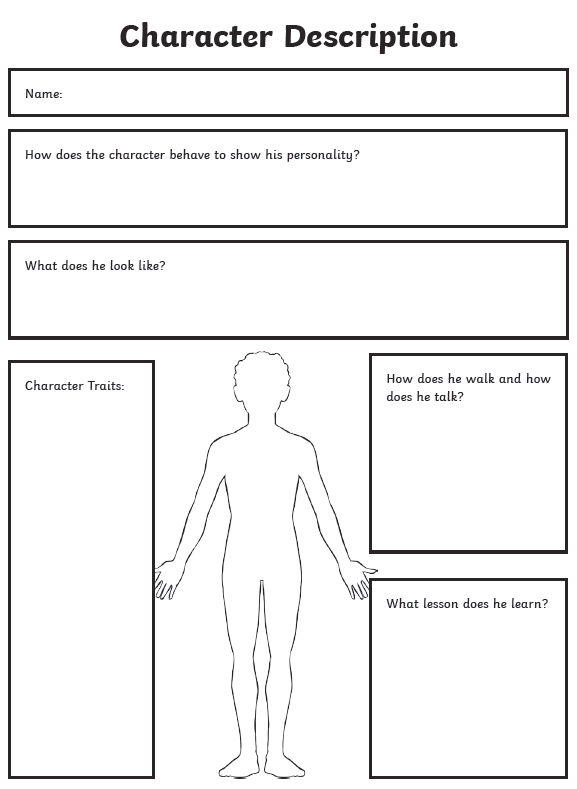 Character Description
Name:
How does the character behave to show his personality?
What does he look like?
Character Traits:
How does he walk and how
does he talk?
What lesson does he learn?